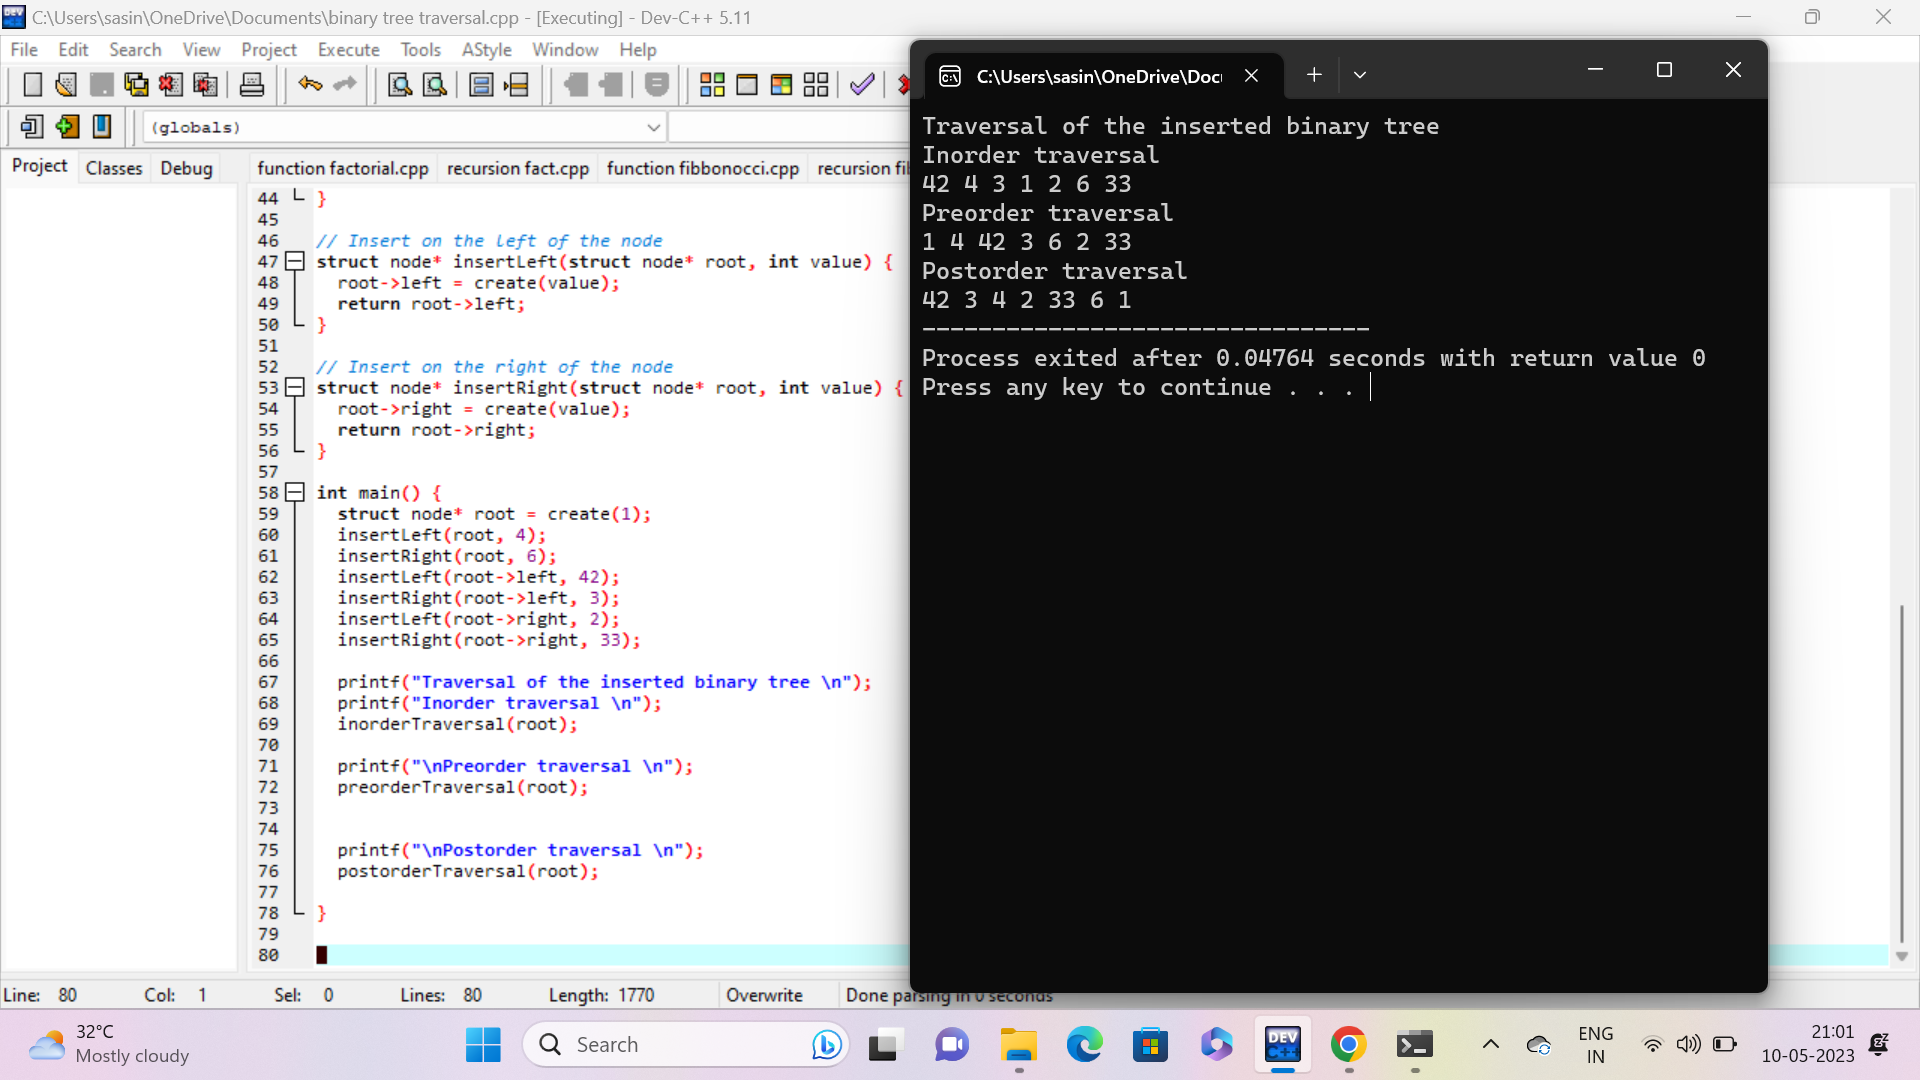 C:\Users\sasin\OneDrive\Documents\binary tree traversal.cpp - [Executing] - Dev-C++ 5.11
File Edit Search View Project Execute Tools AStyle Window Help
(globals)
Project Classes Debug
function factorial.cpp recursion fact.cpp function fibbonocci.cpp recursion
44 }
45
46 // Insert on the left of the node
47 struct node* insertLeft(struct node* root, int value) {
48 root->left = create(value);
49 return root->left;
50 }
51
52 // Insert on the right of the node
53 struct node* insertRight(struct node* root, int value) {
54 root->right = create(value);
55 return root->right;
56 }
57
58 int main() {
59 struct node* root = create(1);
60 insertLeft(root, 4);
61 insertRight(root, 6);
62 insertLeft(root->left, 42);
63 insertRight(root->left, 3);
64 insertLeft(root->right, 2);
65 insertRight(root->right, 33);
66
67 printf("Traversal of the inserted binary tree \n");
68 printf("Inorder traversal \n");
69 inorderTraversal(root);
70
71 printf("\nPreorder traversal \n");
72 preorderTraversal(root);
73
74
75 printf("\nPostorder traversal \n");
76 postorderTraversal(root);
77
78 }
79
80
Line: 80 Col: 1 Sel: 0 Lines: 80 Length: 1770 Overwrite Done parsing in 0 seconds
C:\Users\sasin\OneDrive\Doc
Traversal of the inserted binary tree
Inorder traversal
42 4 3 1 2 6 33
Preorder traversal
1 4 42 3 6 2 33
Postorder traversal
42 3 4 2 33 6 1
--------------------------------
Process exited after 0.04764 seconds with return value 0
Press any key to continue . . .
32°C
Mostly cloudy
Search
DEV
C++
ENG
IN
21:01
10-05-2023